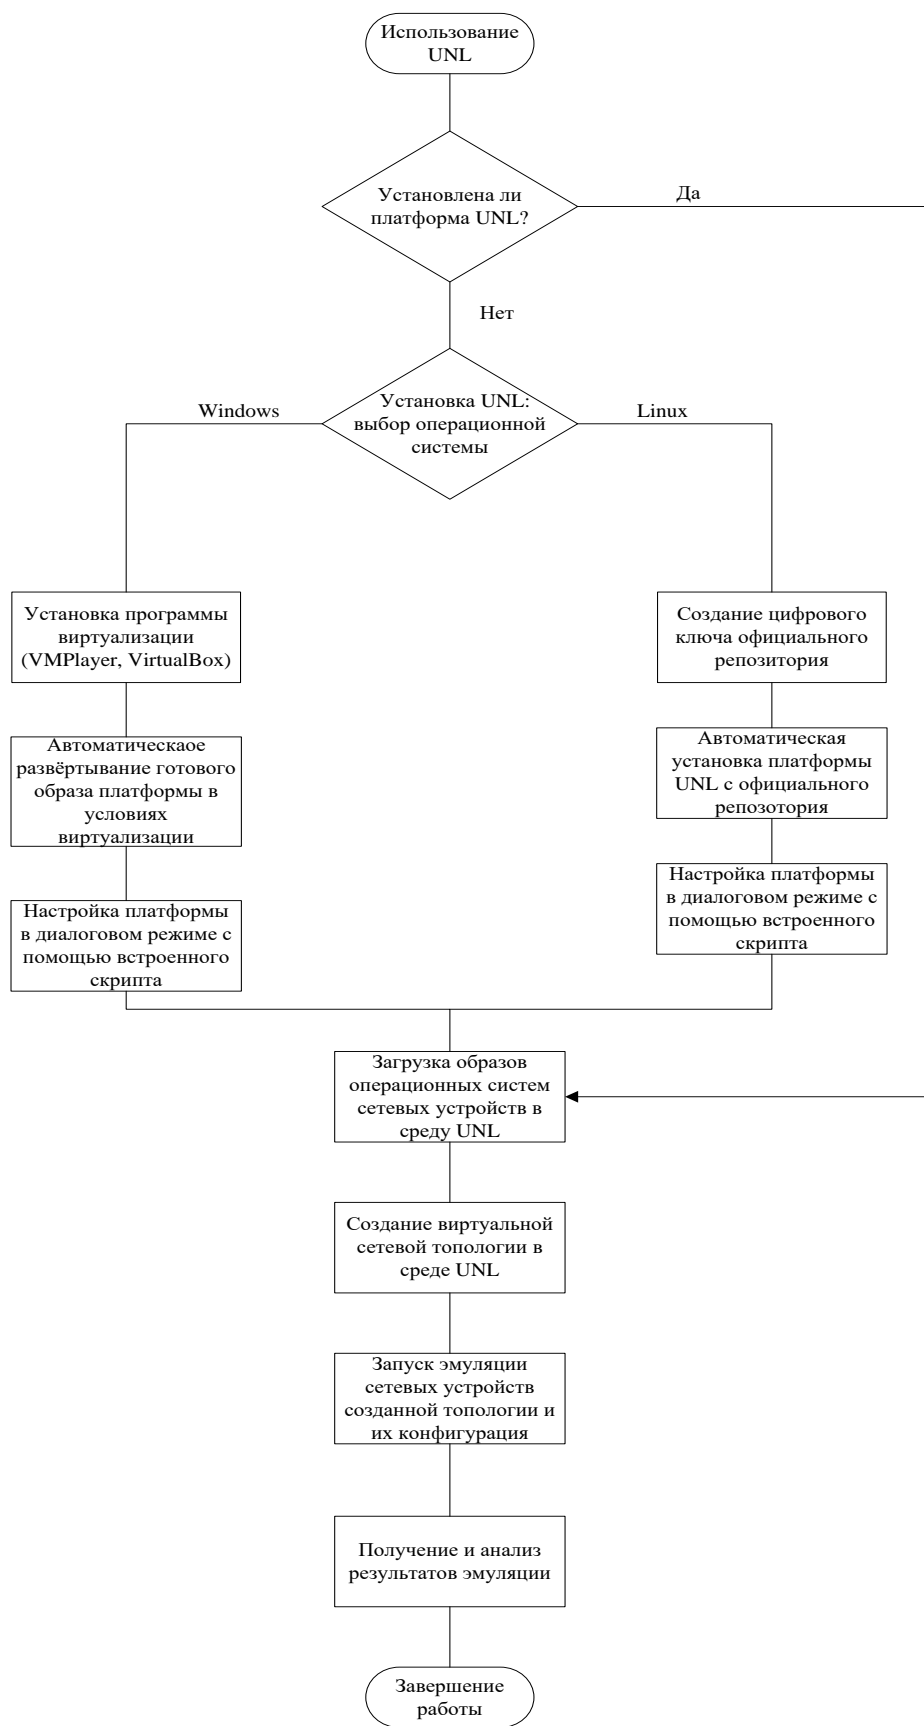 Использование
UNL
Установлена ли
платформа UNL?
Да
Нет
Установка UNL:
выбор операционной
системы
Windows
Linux
Установка программы
виртуализации
(VMPlayer, VirtualBox)
Автоматическаое
развёртывание готового
образа платформы в
условиях
виртуализации
Настройка платформы
в диалоговом режиме с
помощью встроенного
скрипта
Создание цифрового
ключа официального
репозитория
Автоматическая
установка платформы
UNL с официального
репозотория
Настройка платформы
в диалоговом режиме с
помощью встроенного
скрипта
Загрузка образов
операционных систем
сетевых устройств в
среду UNL
Создание виртуальной
сетевой топологии в
среде UNL
Запуск эмуляции
сетевых устройств
созданной топологии и
их конфигурация
Получение и анализ
результатов эмуляции
Завершение
работы